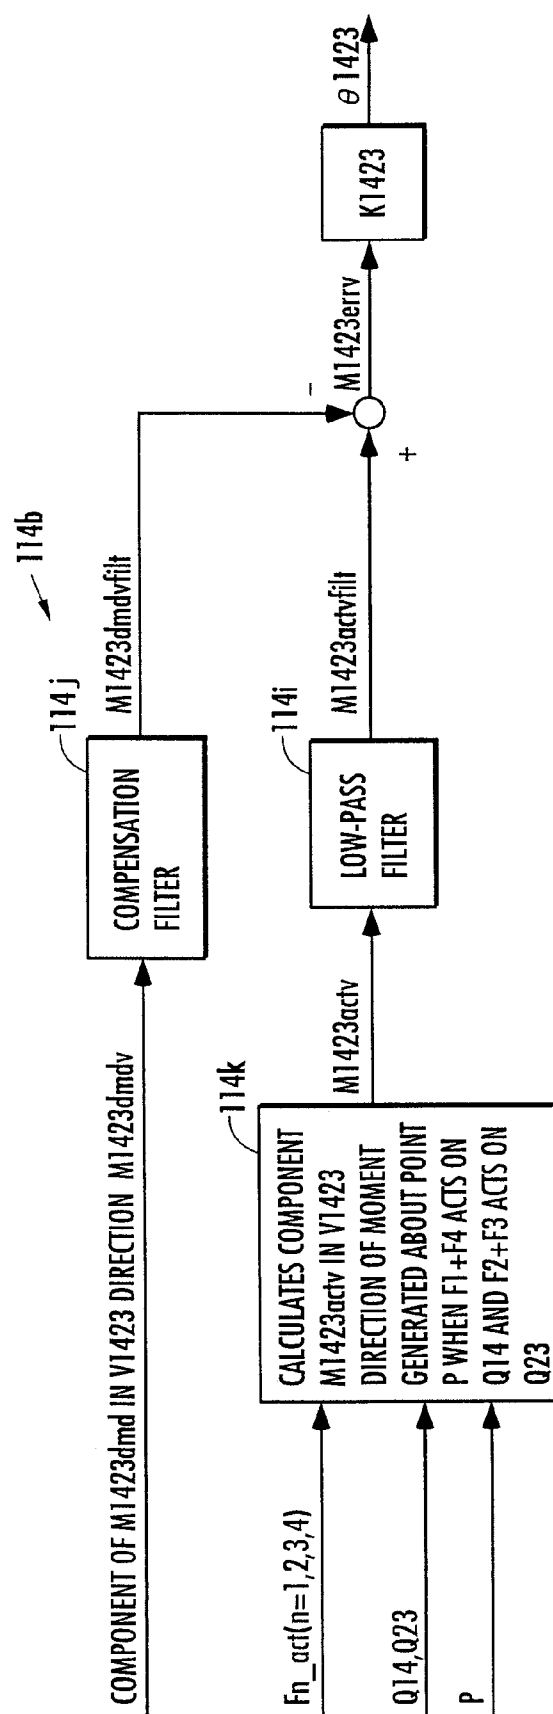 114b
COMPONENT OF M1423dmd IN V1423 DIRECTION M1423dmdv
114j
COMPENSATION
FILTER
M1423dmdvfilt
-
Fn_act(n=1,2,3,4)
Q14,Q23
P
114k
CALCULATES COMPONENT
M1423actv IN V1423
DIRECTION OF MOMENT
GENERATED ABOUT POINT
P WHEN F1+F4 ACTS ON
Q14 AND F2+F3 ACTS ON
Q23
M1423actv
114i
LOW-PASS
FILTER
M1423actvfilt
+
M1423errv
K1423
θ1423